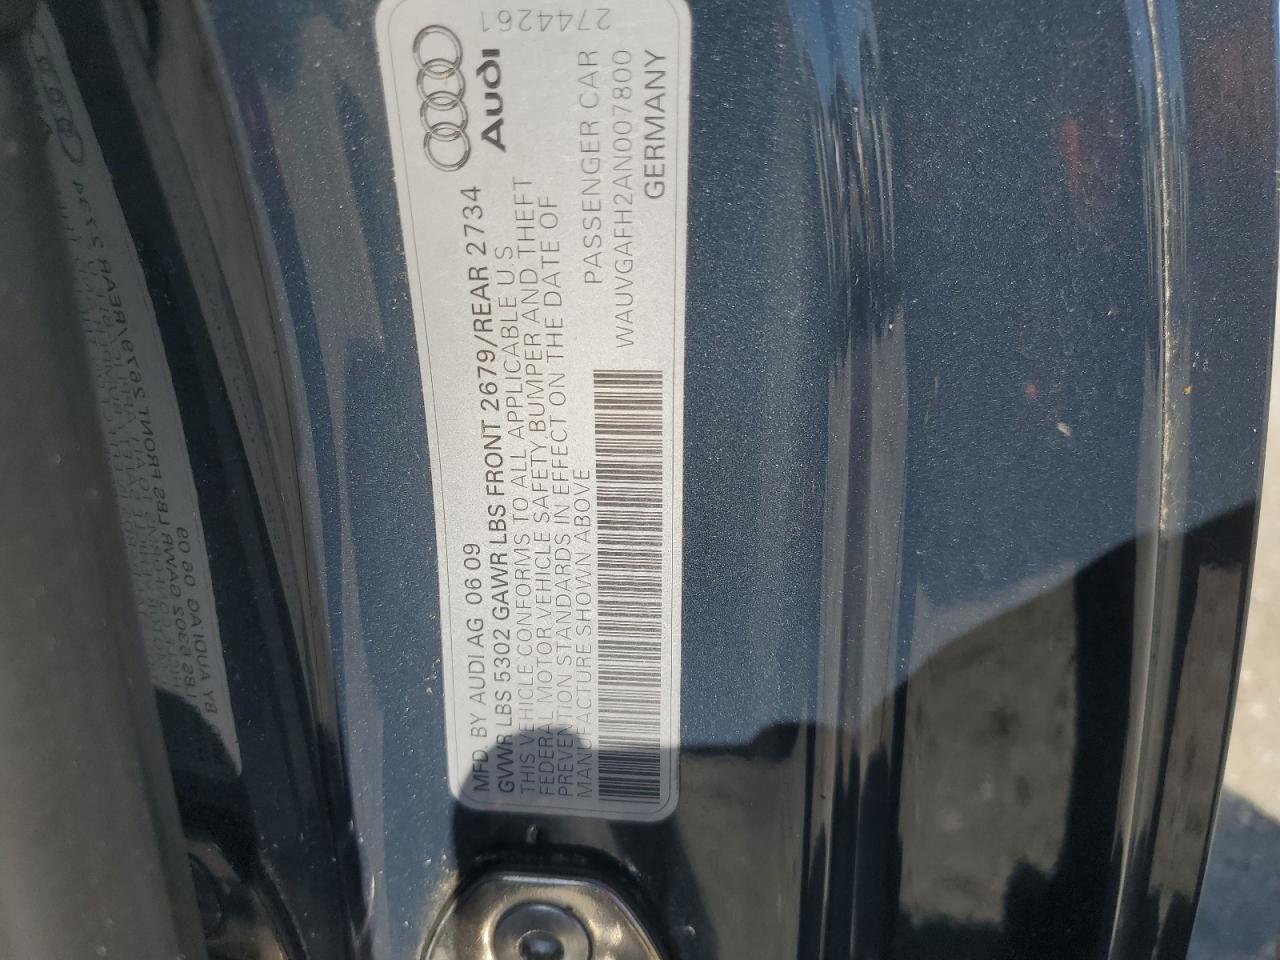 MFD. BY AUDI AG 06 09
GVWR LBS 5302 GAWR LBS FRONT 2679/REAR 2734
THIS VEHICLE CONFORMS TO ALL APPLICABLE U.S
FEDERAL MOTOR VEHICLE SAFETY BUMPER AND THEFT
PREVENTION STANDARDS IN EFFECT ON THE DATE OF
MANUFACTURE SHOWN ABOVE
Audi
2744261
PASSENGER CAR
WAUVGAFH2AN007800
GERMANY